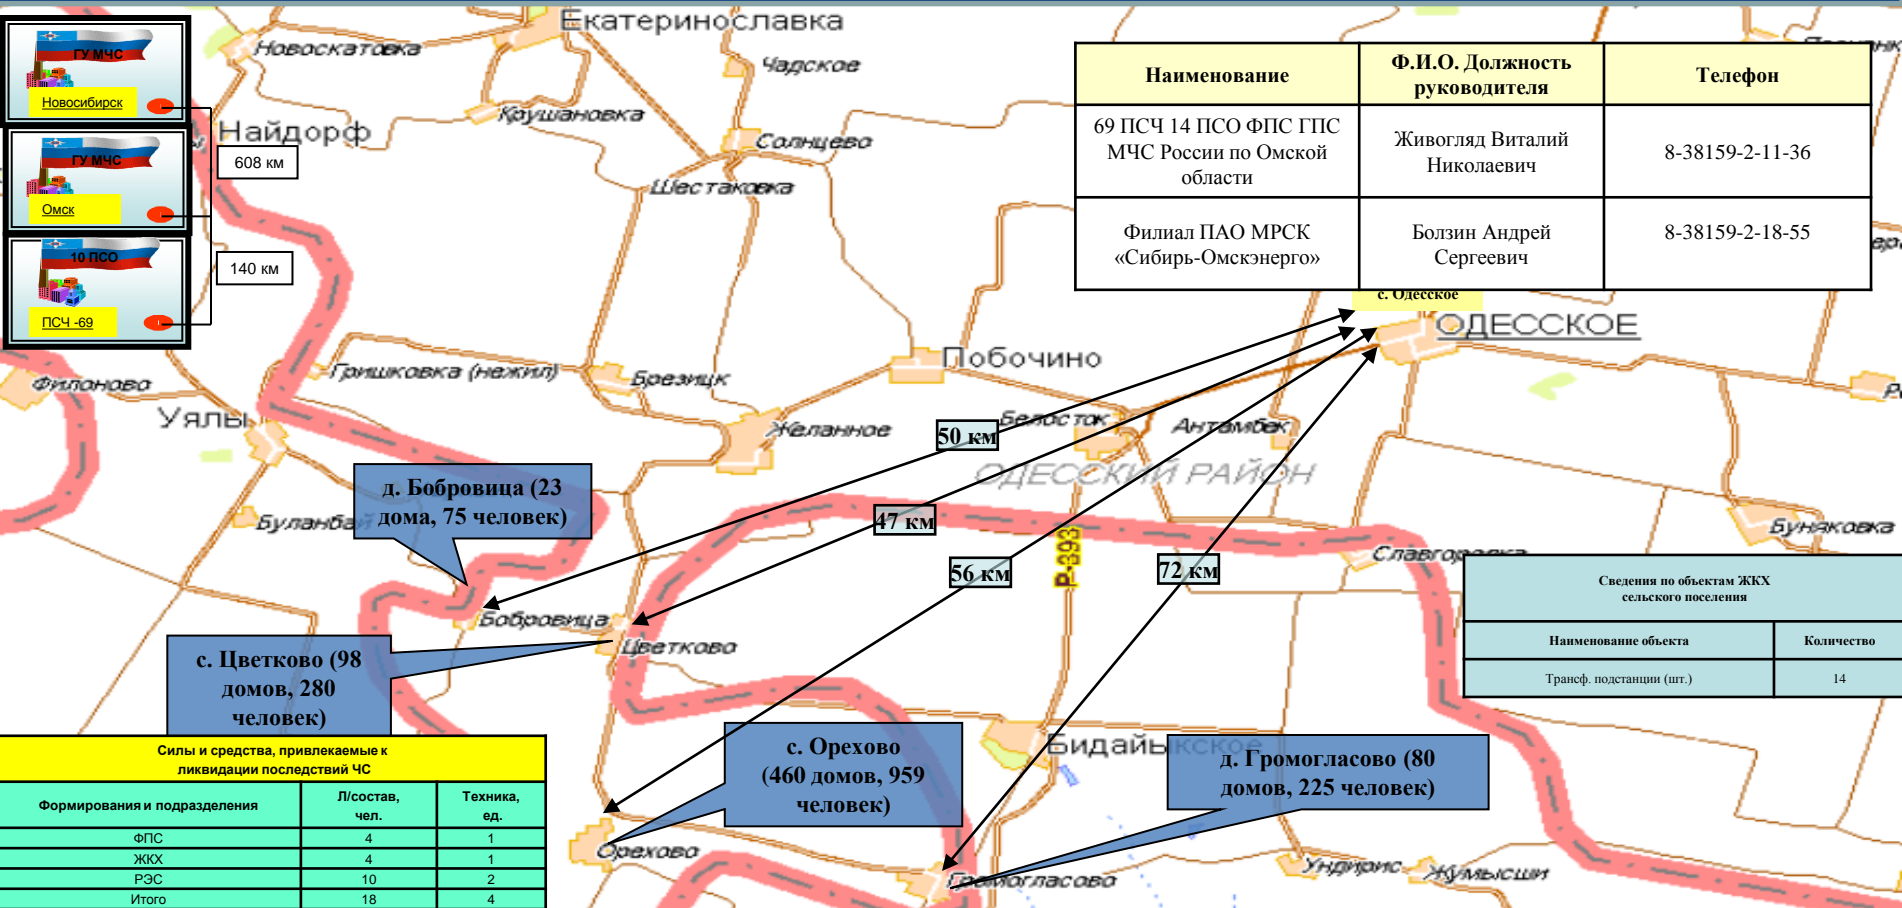 Екатеринославка
Новоскатовка
Чадское
Крушановка
Найдорф
Солнцево
Шестаковка
ГУ МЧС
Новосибирск
608 км
ГУ МЧС
Омск
140 км
10 ПСО
ПСЧ -69
Наименование
Ф.И.О. Должность
руководителя
Телефон
69 ПСЧ 14 ПСО ФПС ГПС
МЧС России по Омской
области
Живогляд Виталий
Николаевич
8-38159-2-11-36
Филиал ПАО МРСК
«Сибирь-Омскэнерго»
Болзин Андрей
Сергеевич
8-38159-2-18-55
с. Одесское
ОДЕССКОЕ
Побочино
Гришковка (нежил)
Брезицк
Филоново
Уялы
Желанное
Белосток
Антамбек
50 км
ОДЕССКИЙ РАЙОН
д. Бобровица (23
дома, 75 человек)
Буланбай
47 км
Буняковка
Славгородка
56 км
Р-393
72 км
Бобровица
Цветково
с. Цветково (98
домов, 280
человек)
Сведения по объектам ЖКХ
сельского поселения
Наименование объекта
Количество
Трансф. подстанции (шт.)
14
Бидайыкское
с. Орехово
(460 домов, 959
человек)
д. Громогласово (80
домов, 225 человек)
Силы и средства, привлекаемые к
ликвидации последствий ЧС
Формирования и подразделения
Л/состав,
чел.
Техника,
ед.
ФПС
4
1
ЖКХ
4
1
РЭС
10
2
Итого
18
4
Орехово
Громогласово
Ундирис
Жумысши